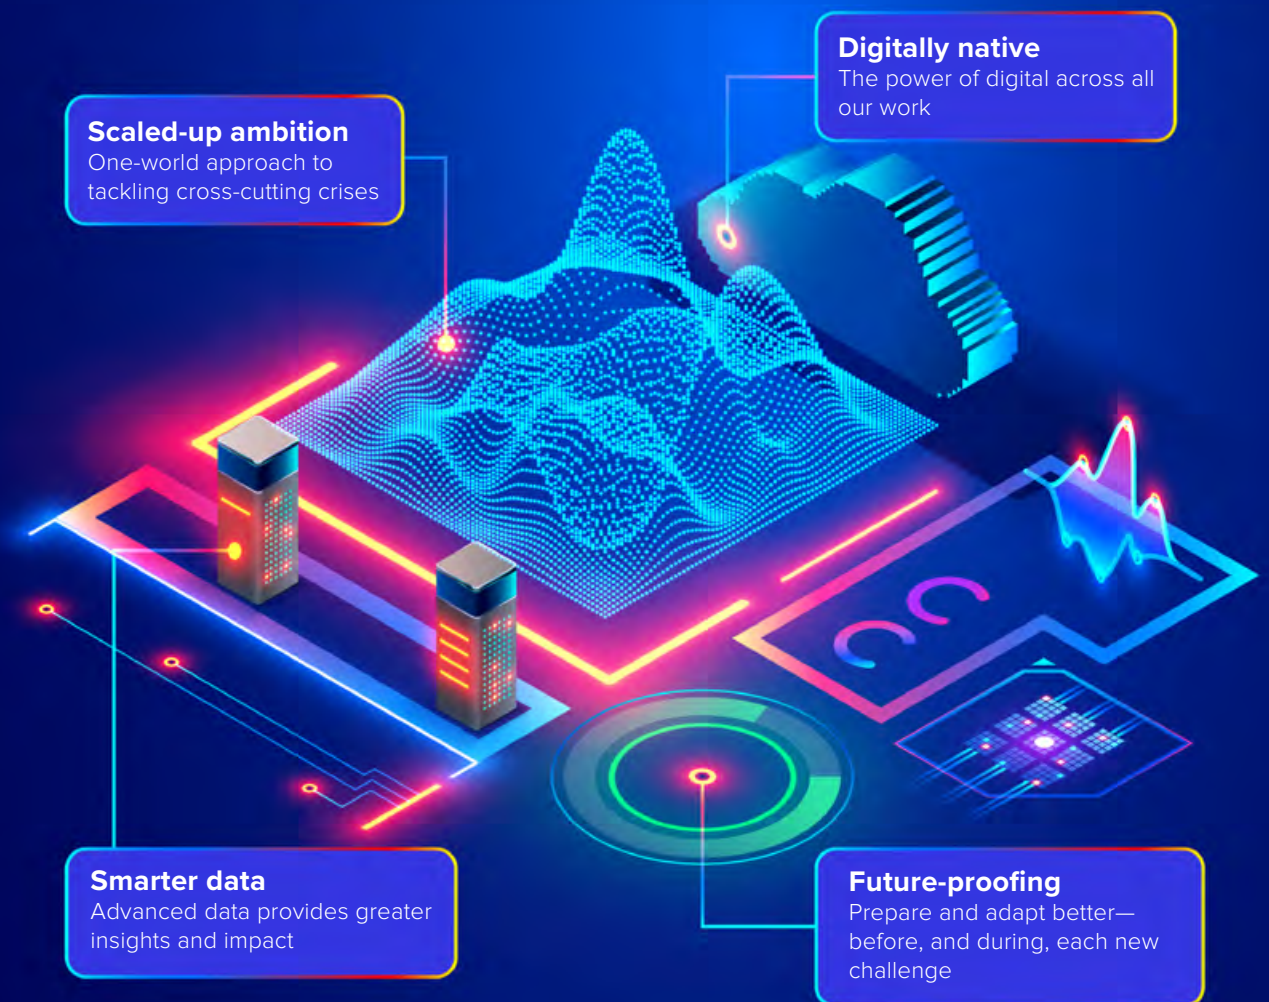 Digitally native
The power of digital across all
our work
Scaled-up ambition
One-world approach to
tackling cross-cutting crises
Smarter data
Advanced data provides greater
insights and impact
Future-proofing
Prepare and adapt better—
before, and during, each new
challenge